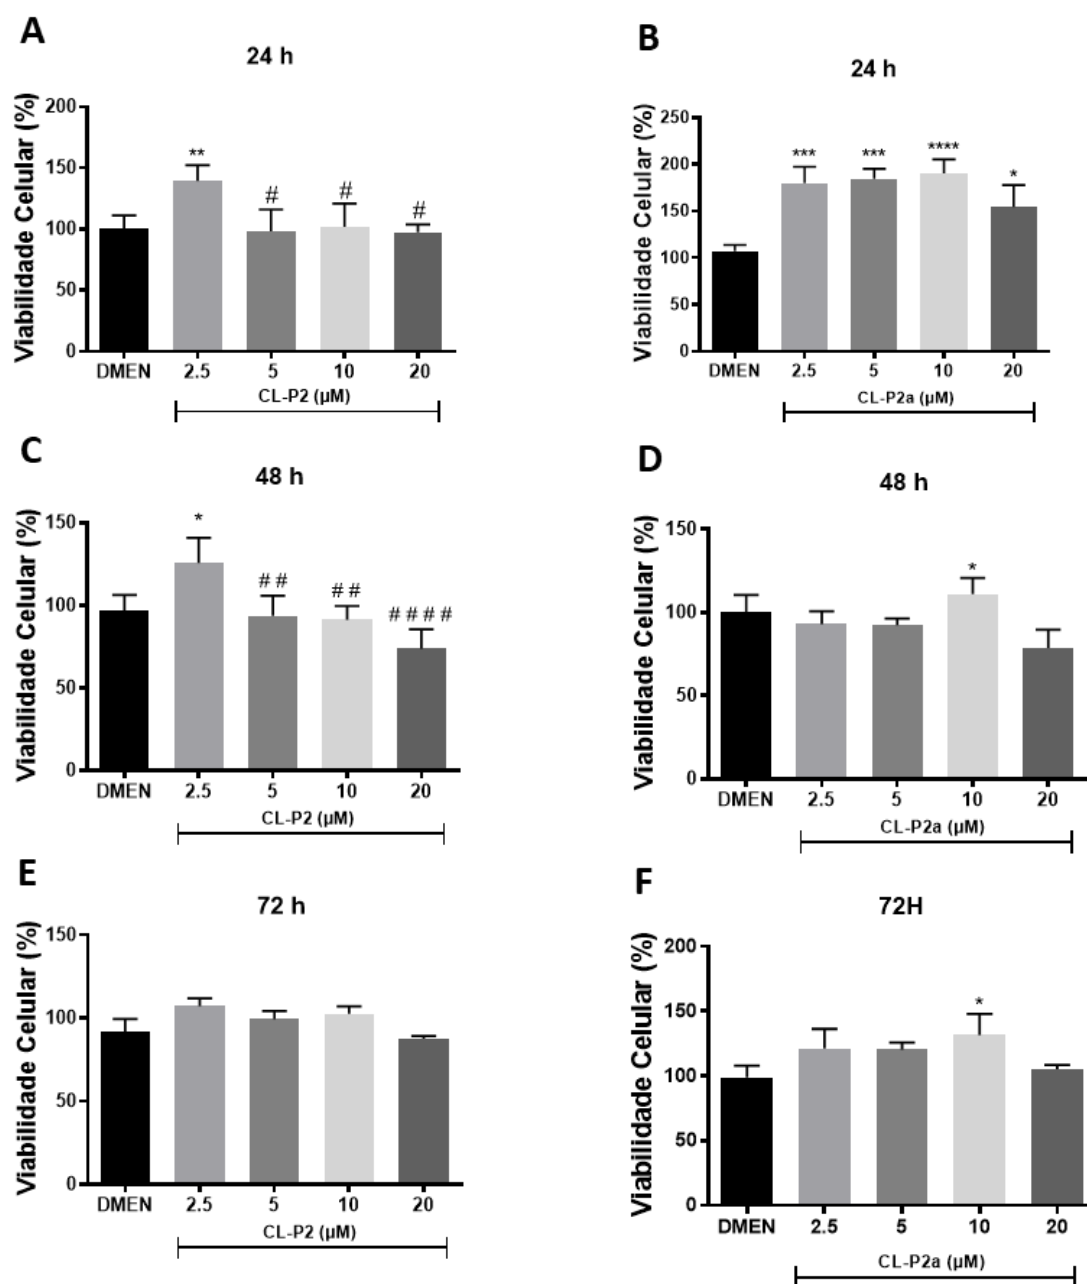 A
24 h
Viabilidade Celular (%)
200
150
100
50
0
**
#
#
#
DMEN 2.5 5 10 20
CL-P2 (µM)
B
24 h
Viabilidade Celular (%)
250
200
150
100
50
0
***
***
****
*
DMEN 2.5 5 10 20
CL-P2a (µM)
C
48 h
Viabilidade Celular (%)
150
100
50
0
*
##
##
####
DMEN 2.5 5 10 20
CL-P2 (µM)
D
48 h
Viabilidade Celular (%)
150
100
50
0
*
DMEN 2.5 5 10 20
CL-P2a (µM)
E
72 h
Viabilidade Celular (%)
150
100
50
0
DMEN 2.5 5 10 20
CL-P2 (µM)
F
72H
Viabilidade Celular (%)
200
150
100
50
0
*
DMEN 2.5 5 10 20
CL-P2a (µM)